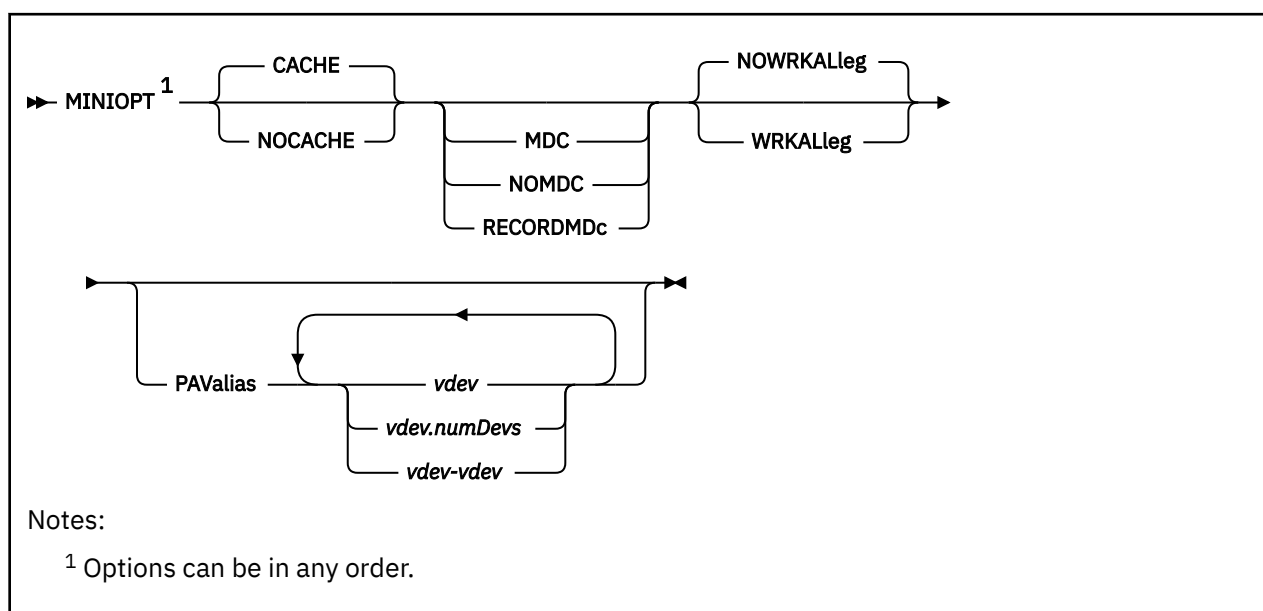 CACHE
NOWRKALleg
MINIOPT 1
NOCACHE
MDC
WRKALleg
NOMDC
RECORDMDc
PAValias
vdev
vdev.numDevs
vdev-vdev
Notes:
1 Options can be in any order.